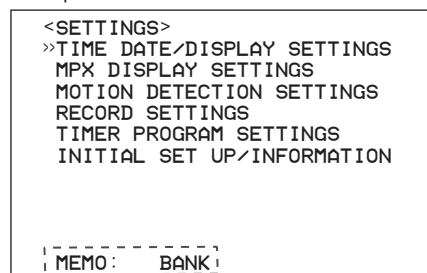 <SETTINGS>
»TIME DATE/DISPLAY SETTINGS
MPX DISPLAY SETTINGS
MOTION DETECTION SETTINGS
RECORD SETTINGS
TIMER PROGRAM SETTINGS
INITIAL SET UP/INFORMATION
MEMO: BANK